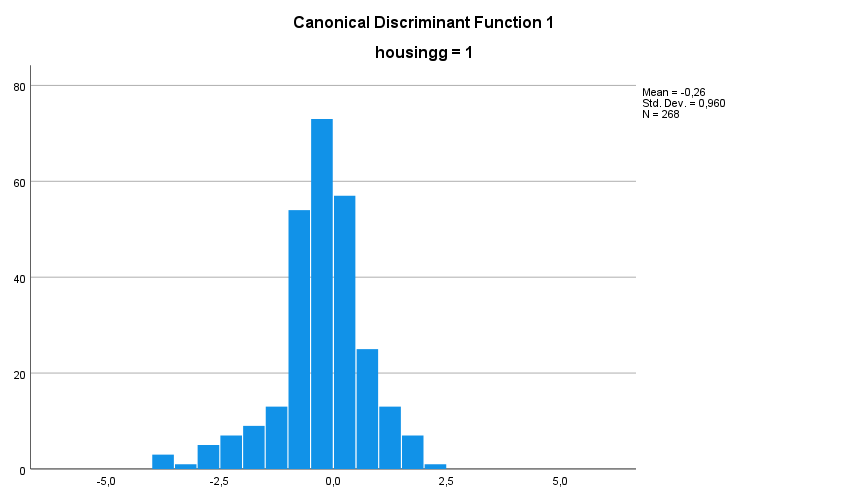 Canonical Discriminant Function 1
housingg = 1
Mean = -0,26
Std. Dev. = 0,960
N = 268
80
60
40
20
0
-5,0 -2,5 0,0 2,5 5,0